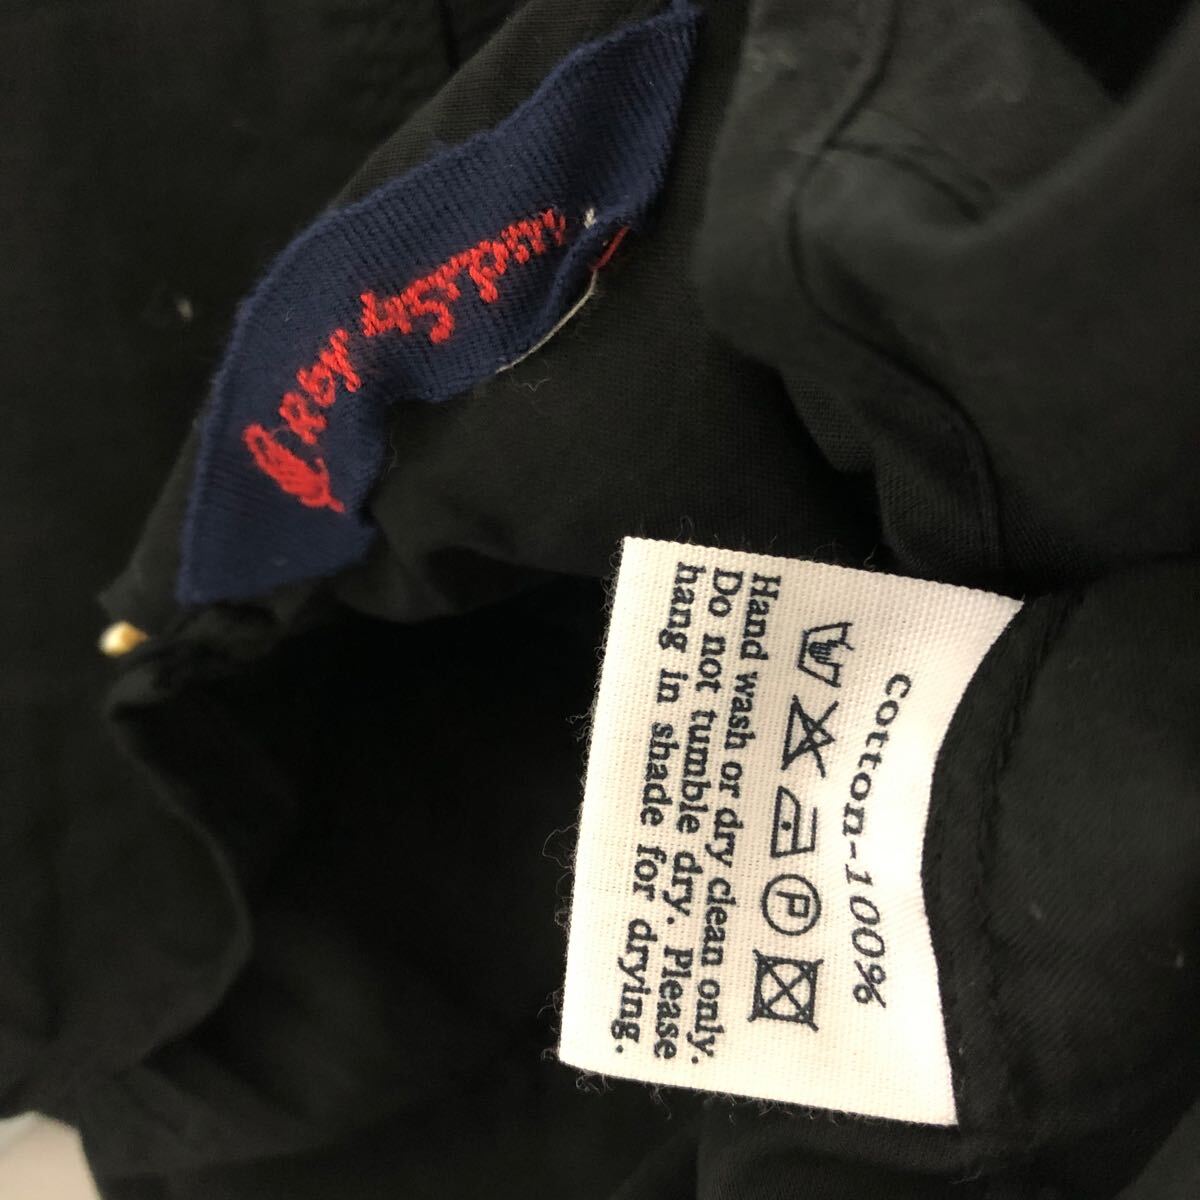 cotton-100%
P
Hand wash or dry clean only.
Do not tumble dry. Please
hang in shade for drying.